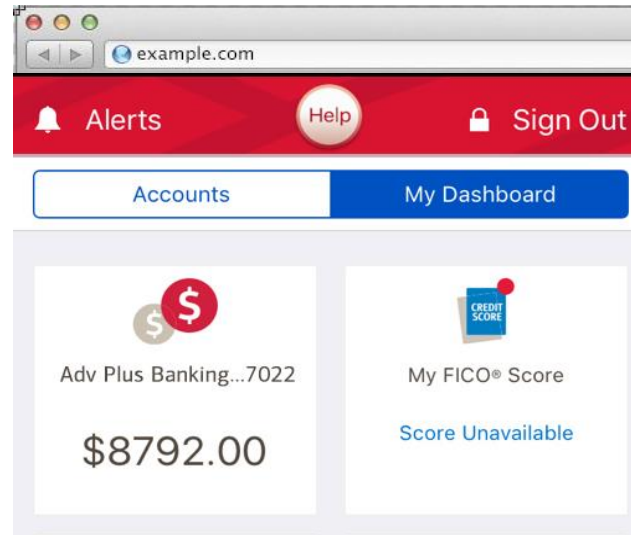 example.com
Alerts
Help
Sign Out
Accounts
My Dashboard
$
$
Adv Plus Banking...7022
$8792.00
CREDIT
SCORE
My FICO® Score
Score Unavailable